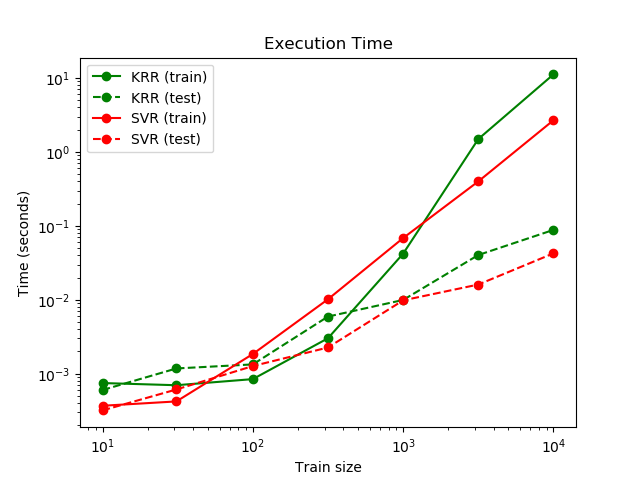 Execution Time
KRR (train)
KRR (test)
SVR (train)
SVR (test)
Time (seconds)
10¹
10⁰
10⁻¹
10⁻²
10⁻³
10¹ 10² 10³ 10⁴
Train size